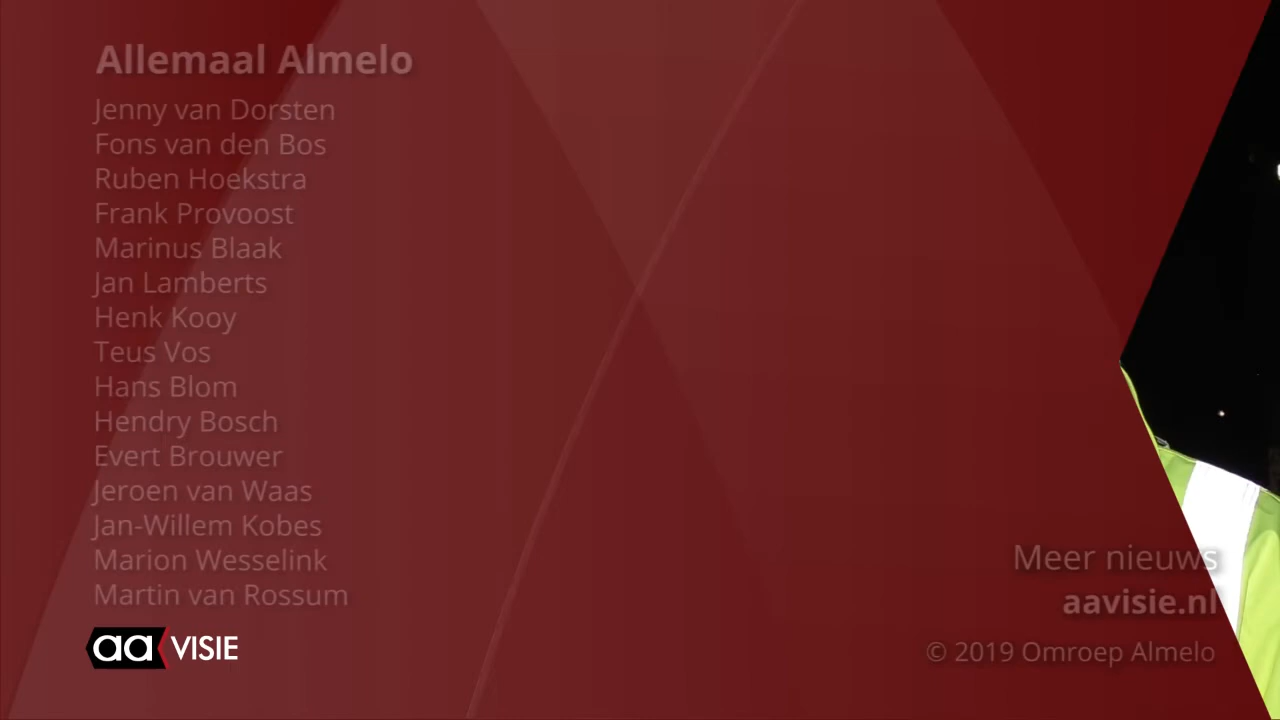 Allemaal Almelo
Jenny van Dorsten
Fons van den Bos
Ruben Hoekstra
Frank Provoost
Marinus Blaak
Jan Lamberts
Henk Kooy
Teus Vos
Hans Blom
Hendry Bosch
Evert Brouwer
Jeroen van Waas
Jan-Willem Kobes
Marion Wesselink
Martin van Rossum
aa VISIE
Meer nieuws
aavisie.nl
© 2019 Omroep Almelo